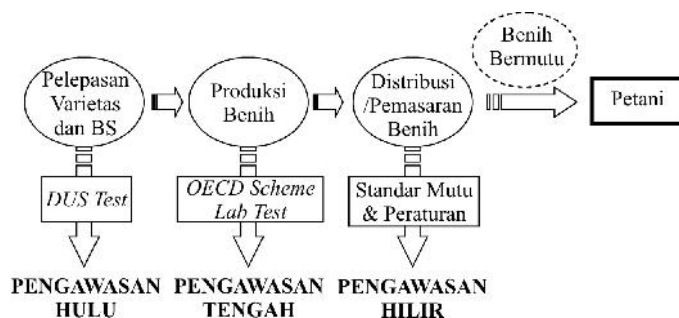 Pelepasan
Varietas
dan BS
Produksi
Benih
Distribusi
/Pemasaran
Benih
Benih
Bermutu
Petani
DUS Test
OECD Scheme
Lab Test
Standar Mutu
& Peraturan
PENGAWASAN
HULU
PENGAWASAN
TENGAH
PENGAWASAN
HILIR